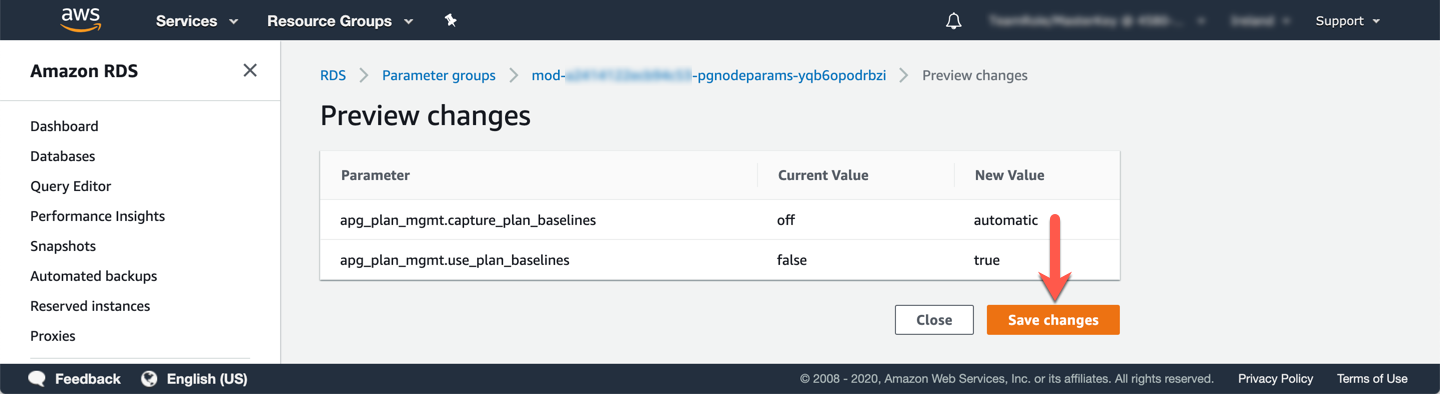 aws Services Resource Groups Support
Amazon RDS
RDS Parameter groups mod- -pgnodeparams-yqb6opodrbzi Preview changes
Preview changes
Dashboard
Databases
Query Editor
Performance Insights
Snapshots
Automated backups
Reserved instances
Proxies
Parameter Current Value New Value
apg_plan_mgmt.capture_plan_baselines off automatic
apg_plan_mgmt.use_plan_baselines false true
Close Save changes
Feedback English (US) © 2008 - 2020, Amazon Web Services, Inc. or its affiliates. All rights reserved. Privacy Policy Terms of Use